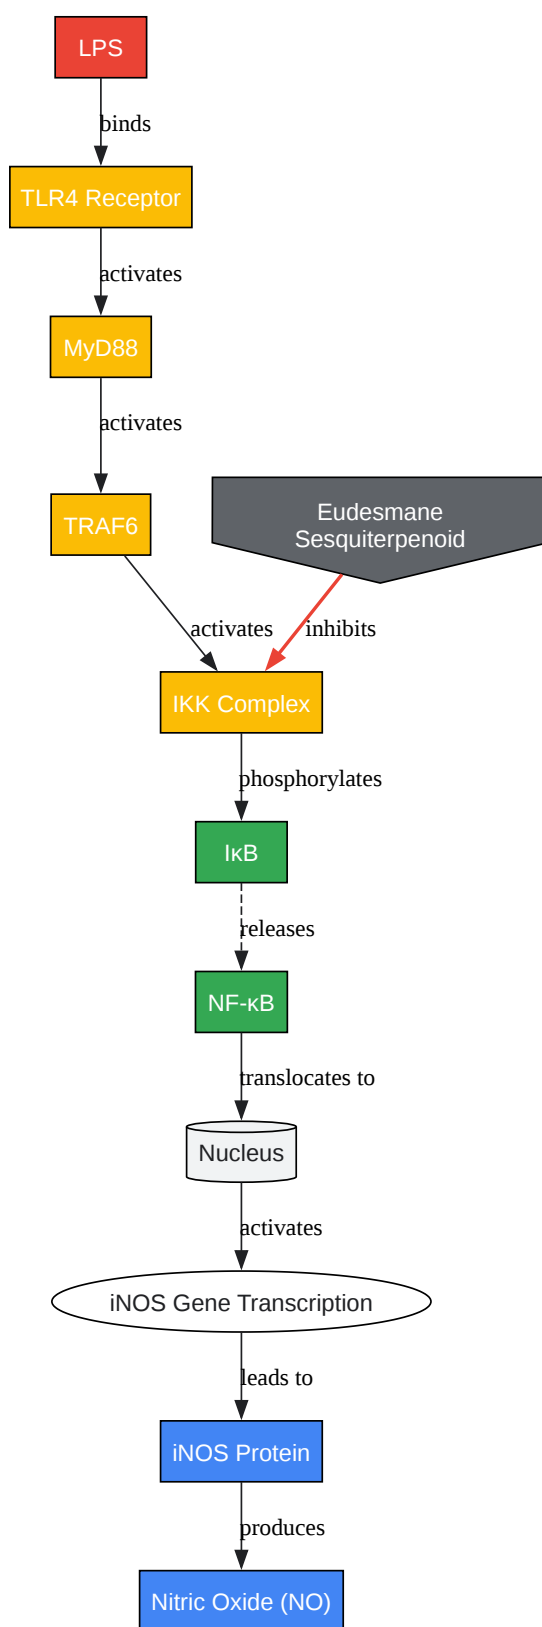 LPS
binds
TLR4 Receptor
activates
MyD88
activates
TRAF6
Eudesmane
Sesquiterpenoid
activates
inhibits
IKK Complex
phosphorylates
IκB
releases
NF-κB
translocates to
Nucleus
activates
iNOS Gene Transcription
leads to
iNOS Protein
produces
Nitric Oxide (NO)